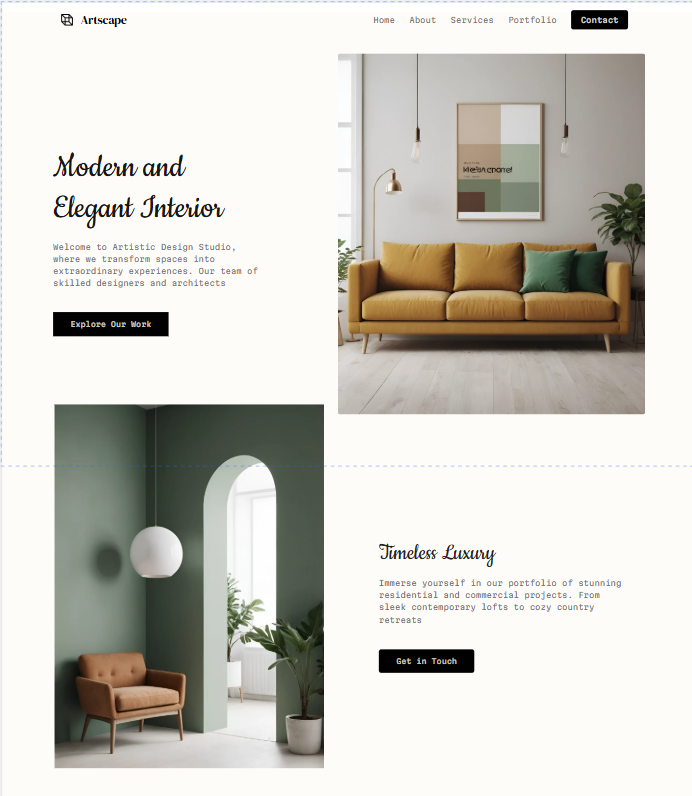 Artscape
Home About Services Portfolio Contact
Modern and
Elegant Interior
Welcome to Artistic Design Studio,
where we transform spaces into
extraordinary experiences. Our team of
skilled designers and architects
Explore Our Work
Timeless Luxury
Immerse yourself in our portfolio of stunning
residential and commercial projects. From
sleek contemporary lofts to cozy country
retreats
Get in Touch